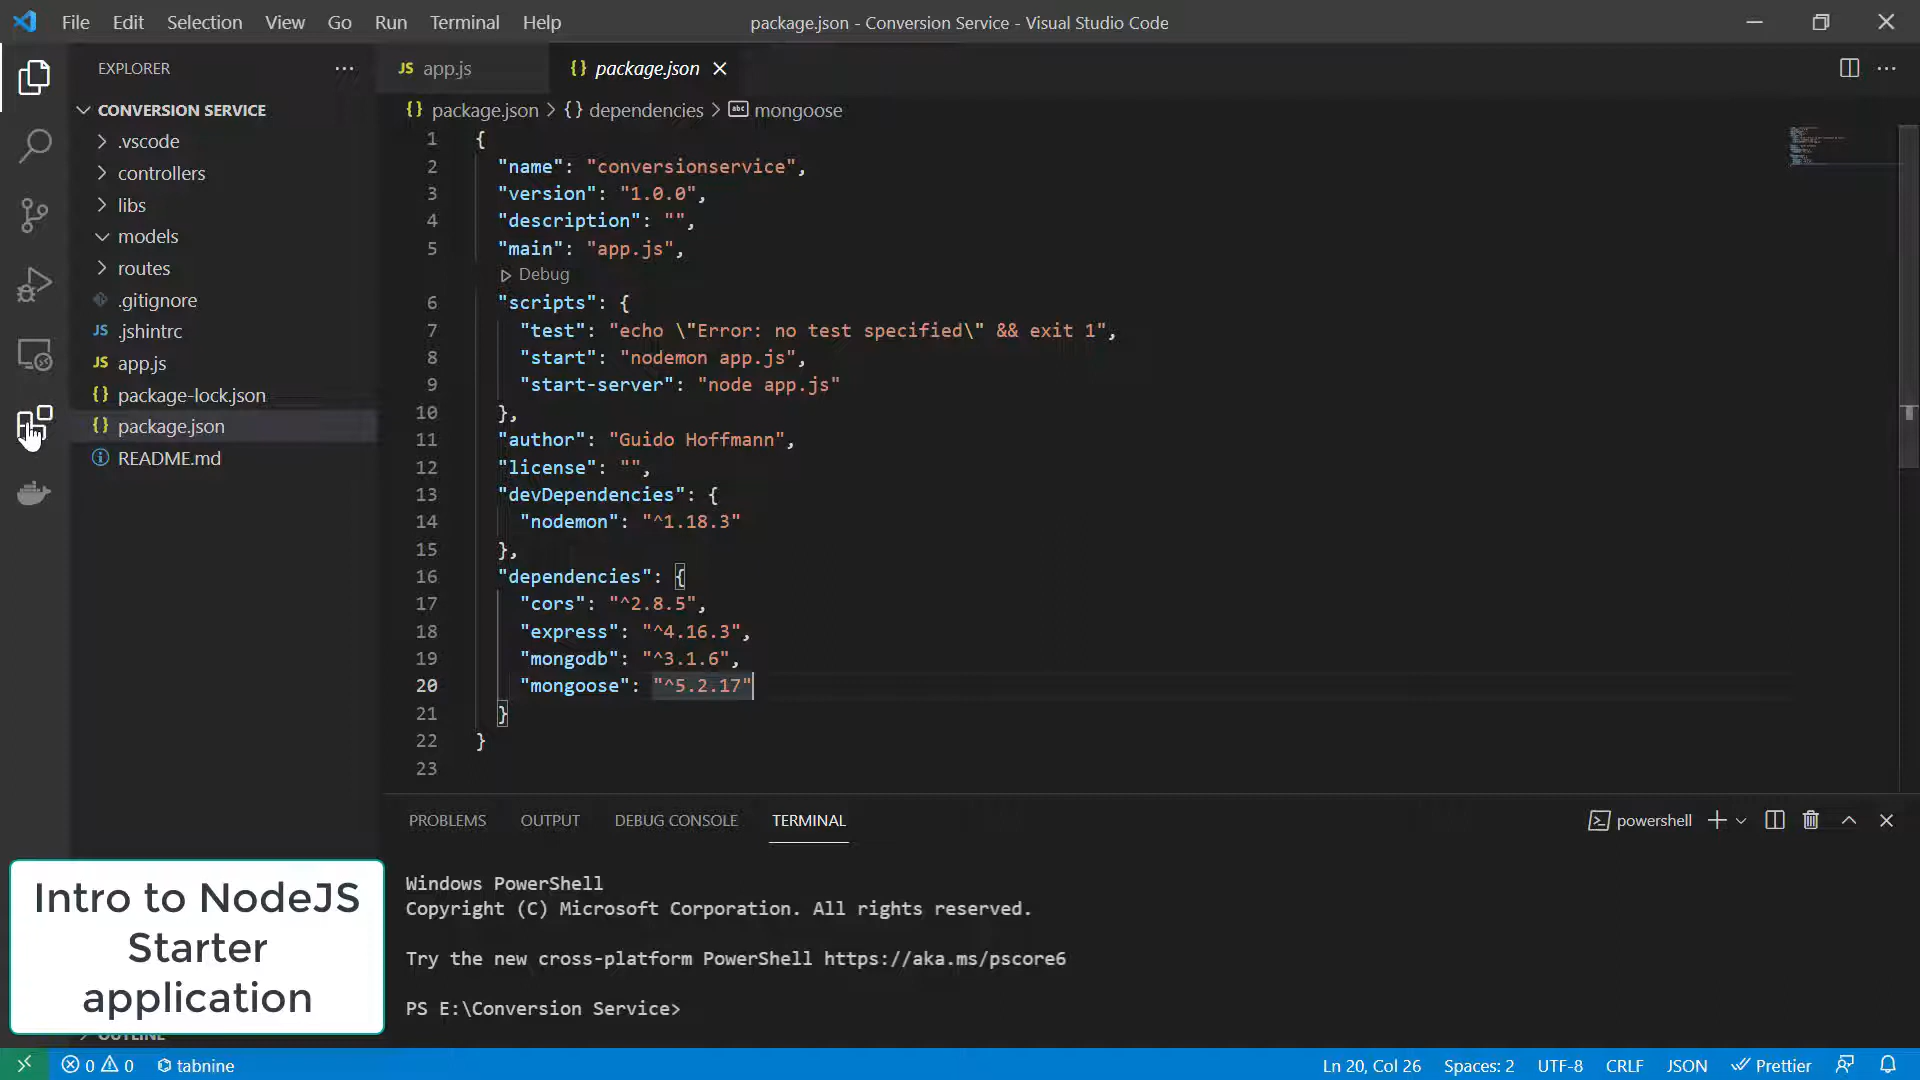 File Edit Selection View Go Run Terminal Help
package.json - Conversion Service - Visual Studio Code
EXPLORER
CONVERSION SERVICE
.vscode
controllers
libs
models
routes
.gitignore
JS .jshintrc
JS app.js
{} package-lock.json
{} package.json
README.md
JS app.js
{} package.json
{} package.json > {} dependencies > abc mongoose
1 {
2 "name": "conversionservice",
3 "version": "1.0.0",
4 "description": "",
5 "main": "app.js",
Debug
6 "scripts": {
7 "test": "echo \"Error: no test specified\" && exit 1",
8 "start": "nodemon app.js",
9 "start-server": "node app.js"
10 },
11 "author": "Guido Hoffmann",
12 "license": "",
13 "devDependencies": {
14 "nodemon": "^1.18.3"
15 },
16 "dependencies": {
17 "cors": "^2.8.5",
18 "express": "^4.16.3",
19 "mongodb": "^3.1.6",
20 "mongoose": "^5.2.17"
21 }
22 }
23
PROBLEMS OUTPUT DEBUG CONSOLE TERMINAL
powershell
Windows PowerShell
Copyright (C) Microsoft Corporation. All rights reserved.
Try the new cross-platform PowerShell https://aka.ms/pscore6
PS E:\Conversion Service>
Intro to NodeJS
Starter
application
OUTLINE
0 0 tabnine
Ln 20, Col 26 Spaces: 2 UTF-8 CRLF JSON Prettier